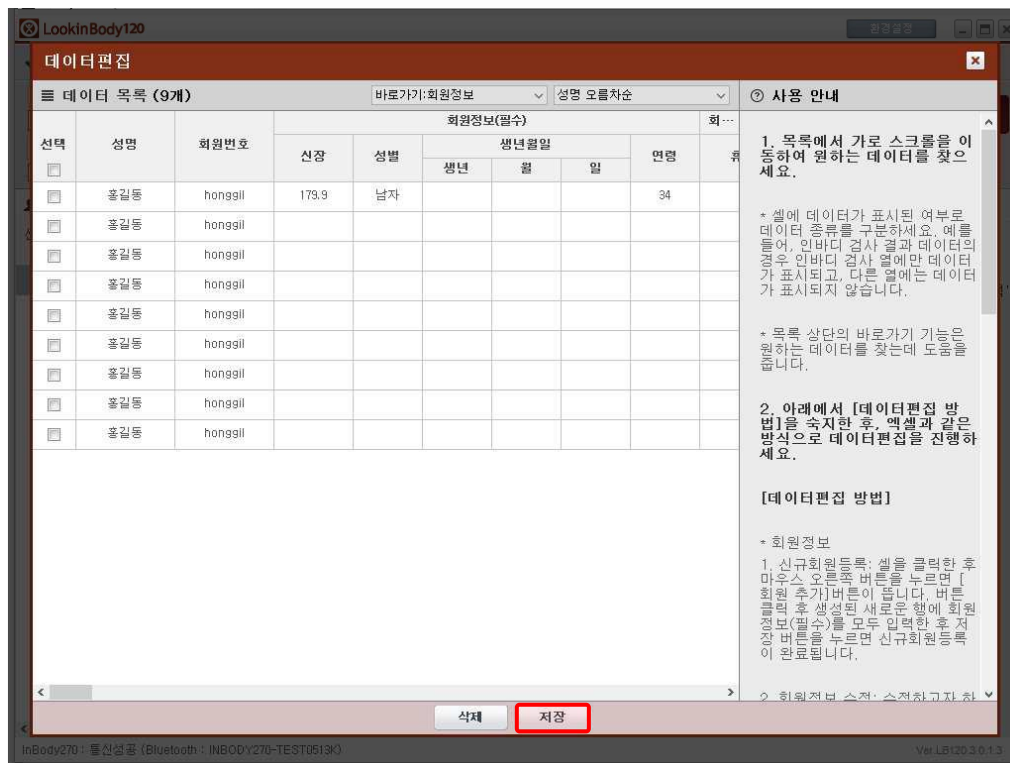 LookinBody120
환경설정
데이터편집
데이터 목록 (9개)
바로가기:회원정보
성명 오름차순
사용 안내
선택
성명
회원번호
회원정보(필수)
회…
신장
성별
생년월일
연령
생년
월
일
홍길동 honggil 179.9 남자 34
홍길동 honggil
홍길동 honggil
홍길동 honggil
홍길동 honggil
홍길동 honggil
홍길동 honggil
홍길동 honggil
홍길동 honggil
1. 목록에서 가로 스크롤을 이
동하여 원하는 데이터를 찾으
세요.
* 셀에 데이터가 표시된 여부로
데이터 종류를 구분하세요. 예를
들어, 인바디 검사 결과 데이터의
경우 인바디 검사 열에만 데이터
가 표시되고, 다른 열에는 데이터
가 표시되지 않습니다.
* 목록 상단의 바로가기 기능은
원하는 데이터를 찾는데 도움을
줍니다.
2. 아래에서 [데이터편집 방
법]을 숙지한 후, 엑셀과 같은
방식으로 데이터편집을 진행하
세요.
[데이터편집 방법]
* 회원정보
1. 신규회원등록: 셀을 클릭한 후
마우스 오른쪽 버튼을 누르면 [
회원 추가]버튼이 뜹니다. 버튼
클릭 후 생성된 새로운 행에 회원
정보(필수)를 모두 입력한 후 저
장 버튼을 누르면 신규회원등록
이 완료됩니다.
2. 회원정보 수정: 수정하고자 하
삭제
저장
InBody270 : 통신성공 (Bluetooth : INBODY270-TEST0513K)
Ver.LB120.3.0.1.3